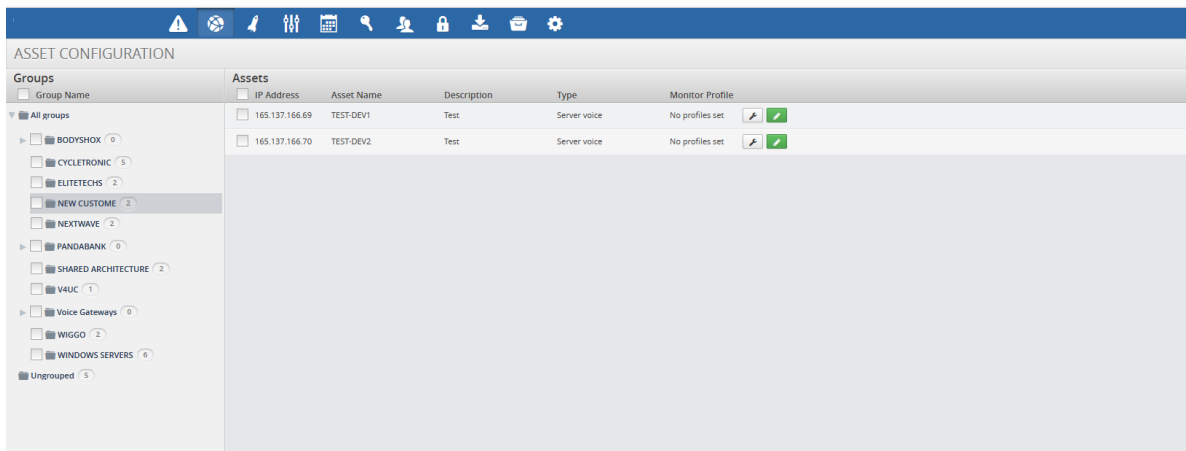 ASSET CONFIGURATION
Groups
Group Name
All groups
BODYSHOX 0
CYCLETRONIC 5
ELITETECHS 2
NEW CUSTOME 2
NEXTWAVE 2
PANDABANK 0
SHARED ARCHITECTURE 2
V4UC 1
Voice Gateways 0
WIGGO 2
WINDOWS SERVERS 6
Ungrouped 5
Assets
IP Address Asset Name Description Type Monitor Profile
165.137.166.69 TEST-DEV1 Test Server voice No profiles set
165.137.166.70 TEST-DEV2 Test Server voice No profiles set